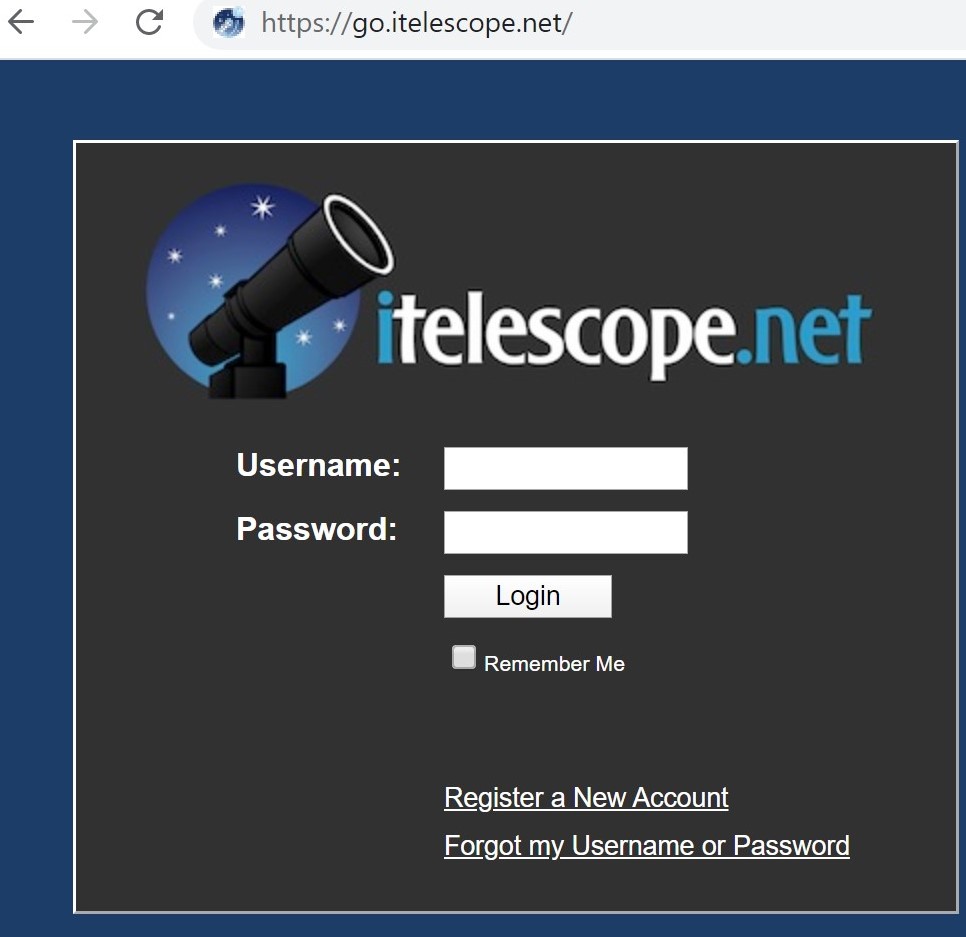 https://go.itelescope.net/
itelescope.net
Username:
Password:
Login
Remember Me
Register a New Account
Forgot my Username or Password